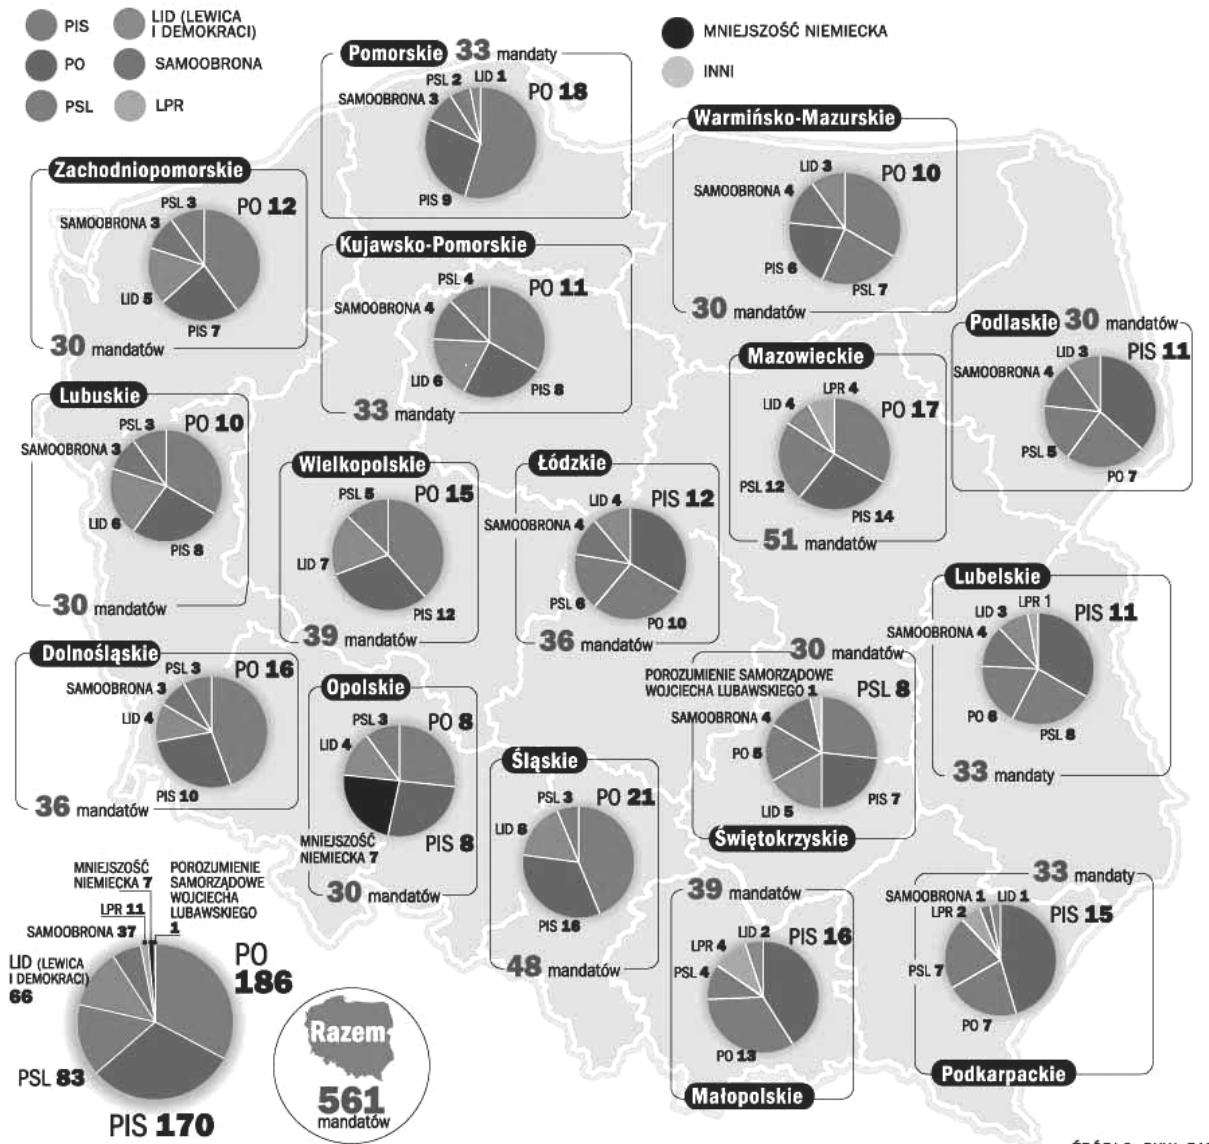 PIS
LID (LEWICA
I DEMOKRACI)
PO
SAMOOBRONA
PSL
LPR
MNIEJSZOŚĆ NIEMIECKA
INNI
Pomorskie 33 mandaty
PSL 2
LID 1
SAMOOBRONA 3
PO 18
PIS 9
Warmińsko-Mazurskie
LID 3
PO 10
SAMOOBRONA 4
PIS 6
PSL 7
30 mandatów
Zachodniopomorskie
PSL 3
PO 12
SAMOOBRONA 3
LID 5
PIS 7
30 mandatów
Kujawsko-Pomorskie
PSL 4
PO 11
SAMOOBRONA 4
LID 6
PIS 8
33 mandaty
Podlaskie 30 mandatów
LID 3
PIS 11
SAMOOBRONA 4
PSL 5
PO 7
Mazowieckie
LPR 4
LID 4
PO 17
PSL 12
PIS 14
51 mandatów
Lubuskie
PSL 3
PO 10
SAMOOBRONA 3
LID 6
PIS 8
30 mandatów
Wielkopolskie
PSL 5
PO 15
LID 7
PIS 12
39 mandatów
Łódzkie
LID 4
PIS 12
SAMOOBRONA 4
PSL 6
PO 10
36 mandatów
Lubelskie
LPR 1
LID 3
PIS 11
SAMOOBRONA 4
PO 6
PSL 8
33 mandaty
Dolnośląskie
PSL 3
PO 16
SAMOOBRONA 3
LID 4
PIS 10
36 mandatów
Opolskie
PSL 3
PO 8
LID 4
MNIEJSZOŚĆ
NIEMIECKA 7
PIS 8
30 mandatów
Śląskie
PSL 3
PO 21
LID 8
PIS 16
48 mandatów
30 mandatów
POROZUMIENIE SAMORZĄDOWE
WOJCIECHA LUBAWSKIEGO 1
PSL 8
SAMOOBRONA 4
PO 5
LID 5
PIS 7
Świętokrzyskie
39 mandatów
LID 2
LPR 4
PIS 16
PSL 4
PO 13
Małopolskie
33 mandaty
SAMOOBRONA 1
LID 1
LPR 2
PIS 15
PSL 7
PO 7
Podkarpackie
MNIEJSZOŚĆ
NIEMIECKA 7
POROZUMIENIE
SAMORZĄDOWE
WOJCIECHA
LUBAWSKIEGO
1
LPR 11
SAMOOBRONA 37
LID (LEWICA
I DEMOKRACI)
66
PO
186
PSL 83
PIS 170
Razem
561
mandatów